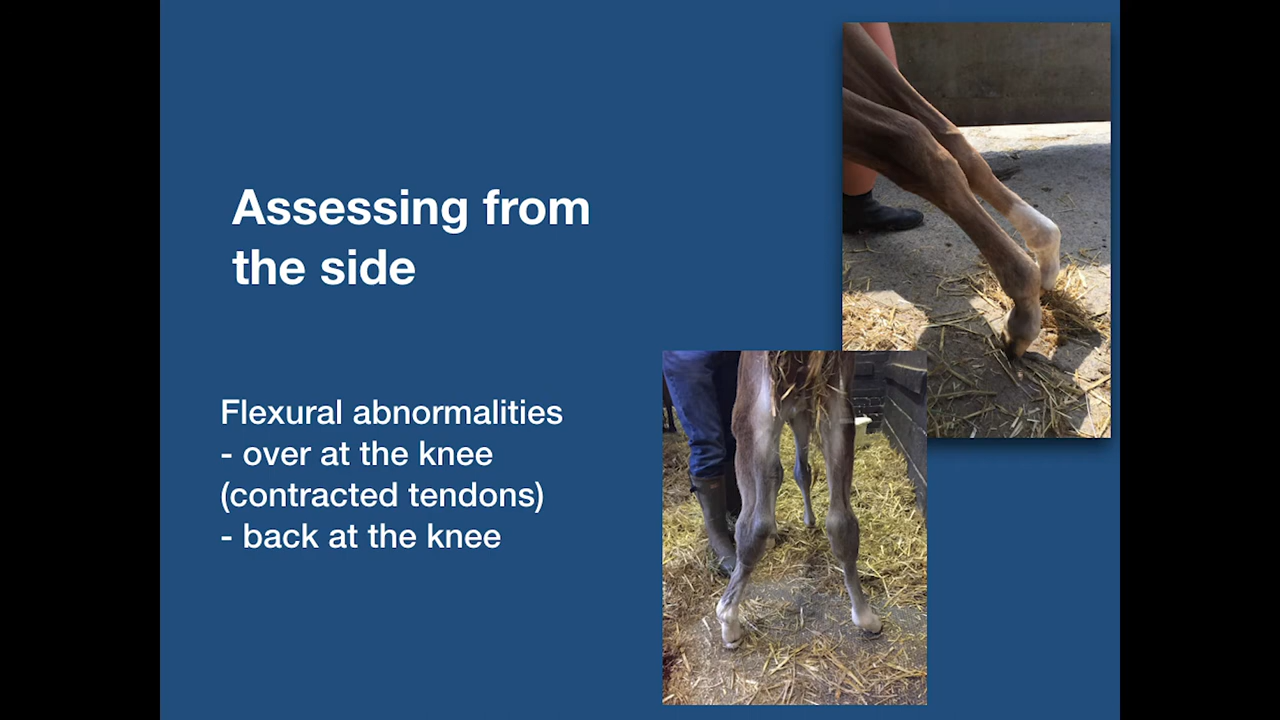 Assessing from
the side
Flexural abnormalities
- over at the knee
(contracted tendons)
- back at the knee